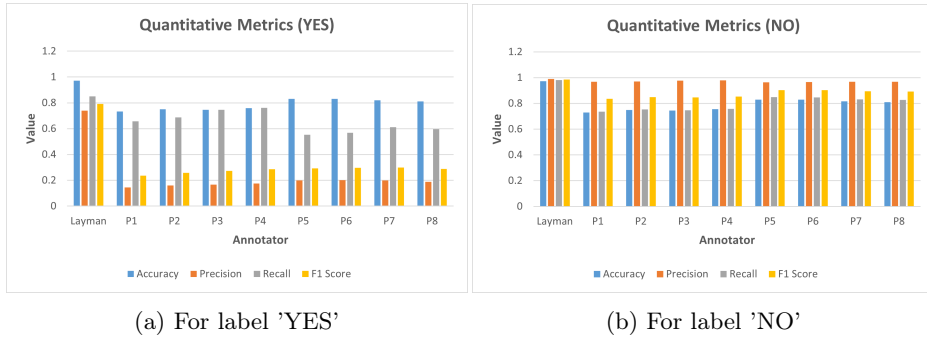 Quantitative Metrics (YES)
1.2
1
0.8
0.6
0.4
0.2
0
Value
Layman P1 P2 P3 P4 P5 P6 P7 P8
Annotator
Accuracy Precision Recall F1 Score
(a) For label 'YES'
Quantitative Metrics (NO)
1.2
1
0.8
0.6
0.4
0.2
0
Value
Layman P1 P2 P3 P4 P5 P6 P7 P8
Annotator
Accuracy Precision Recall F1 Score
(b) For label 'NO'